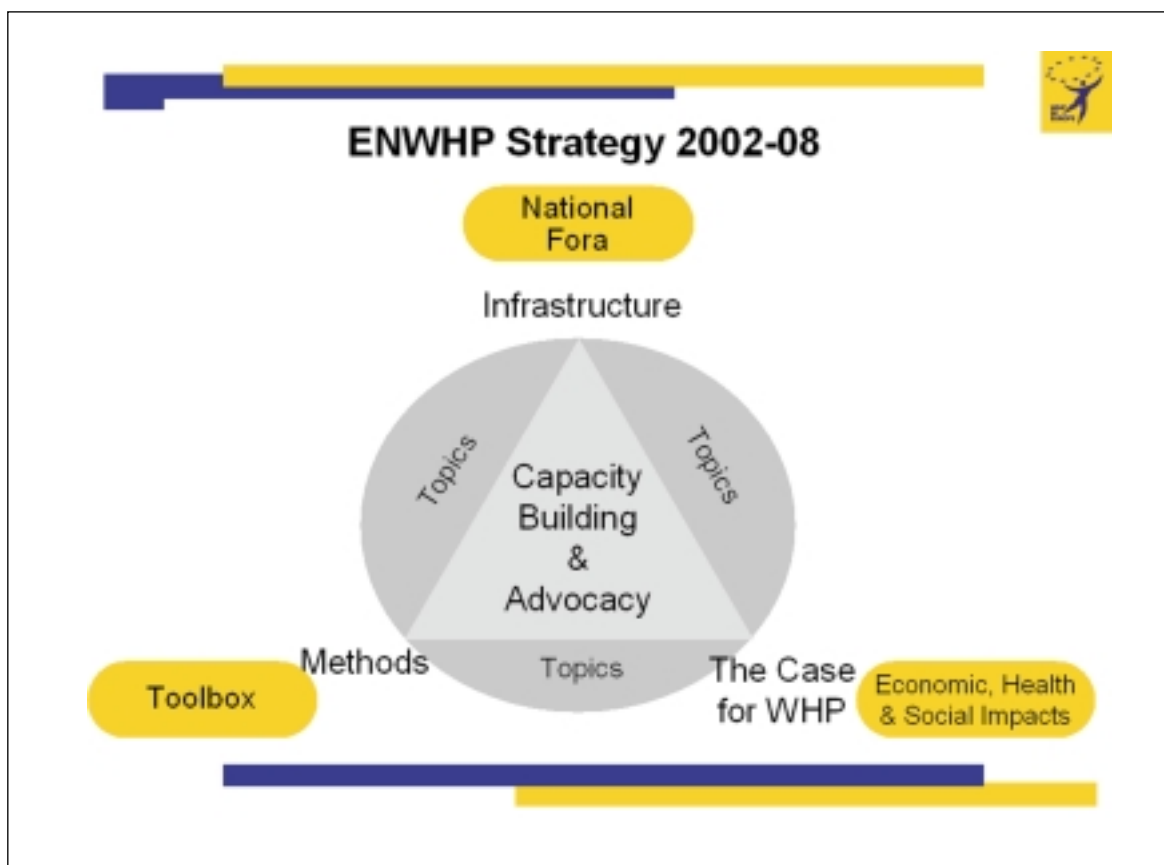 ENWHP Strategy 2002-08
National
Fora
Infrastructure
Topics
Topics
Capacity
Building
&
Advocacy
Methods
Topics
The Case
for WHP
Toolbox
Economic, Health
& Social Impacts